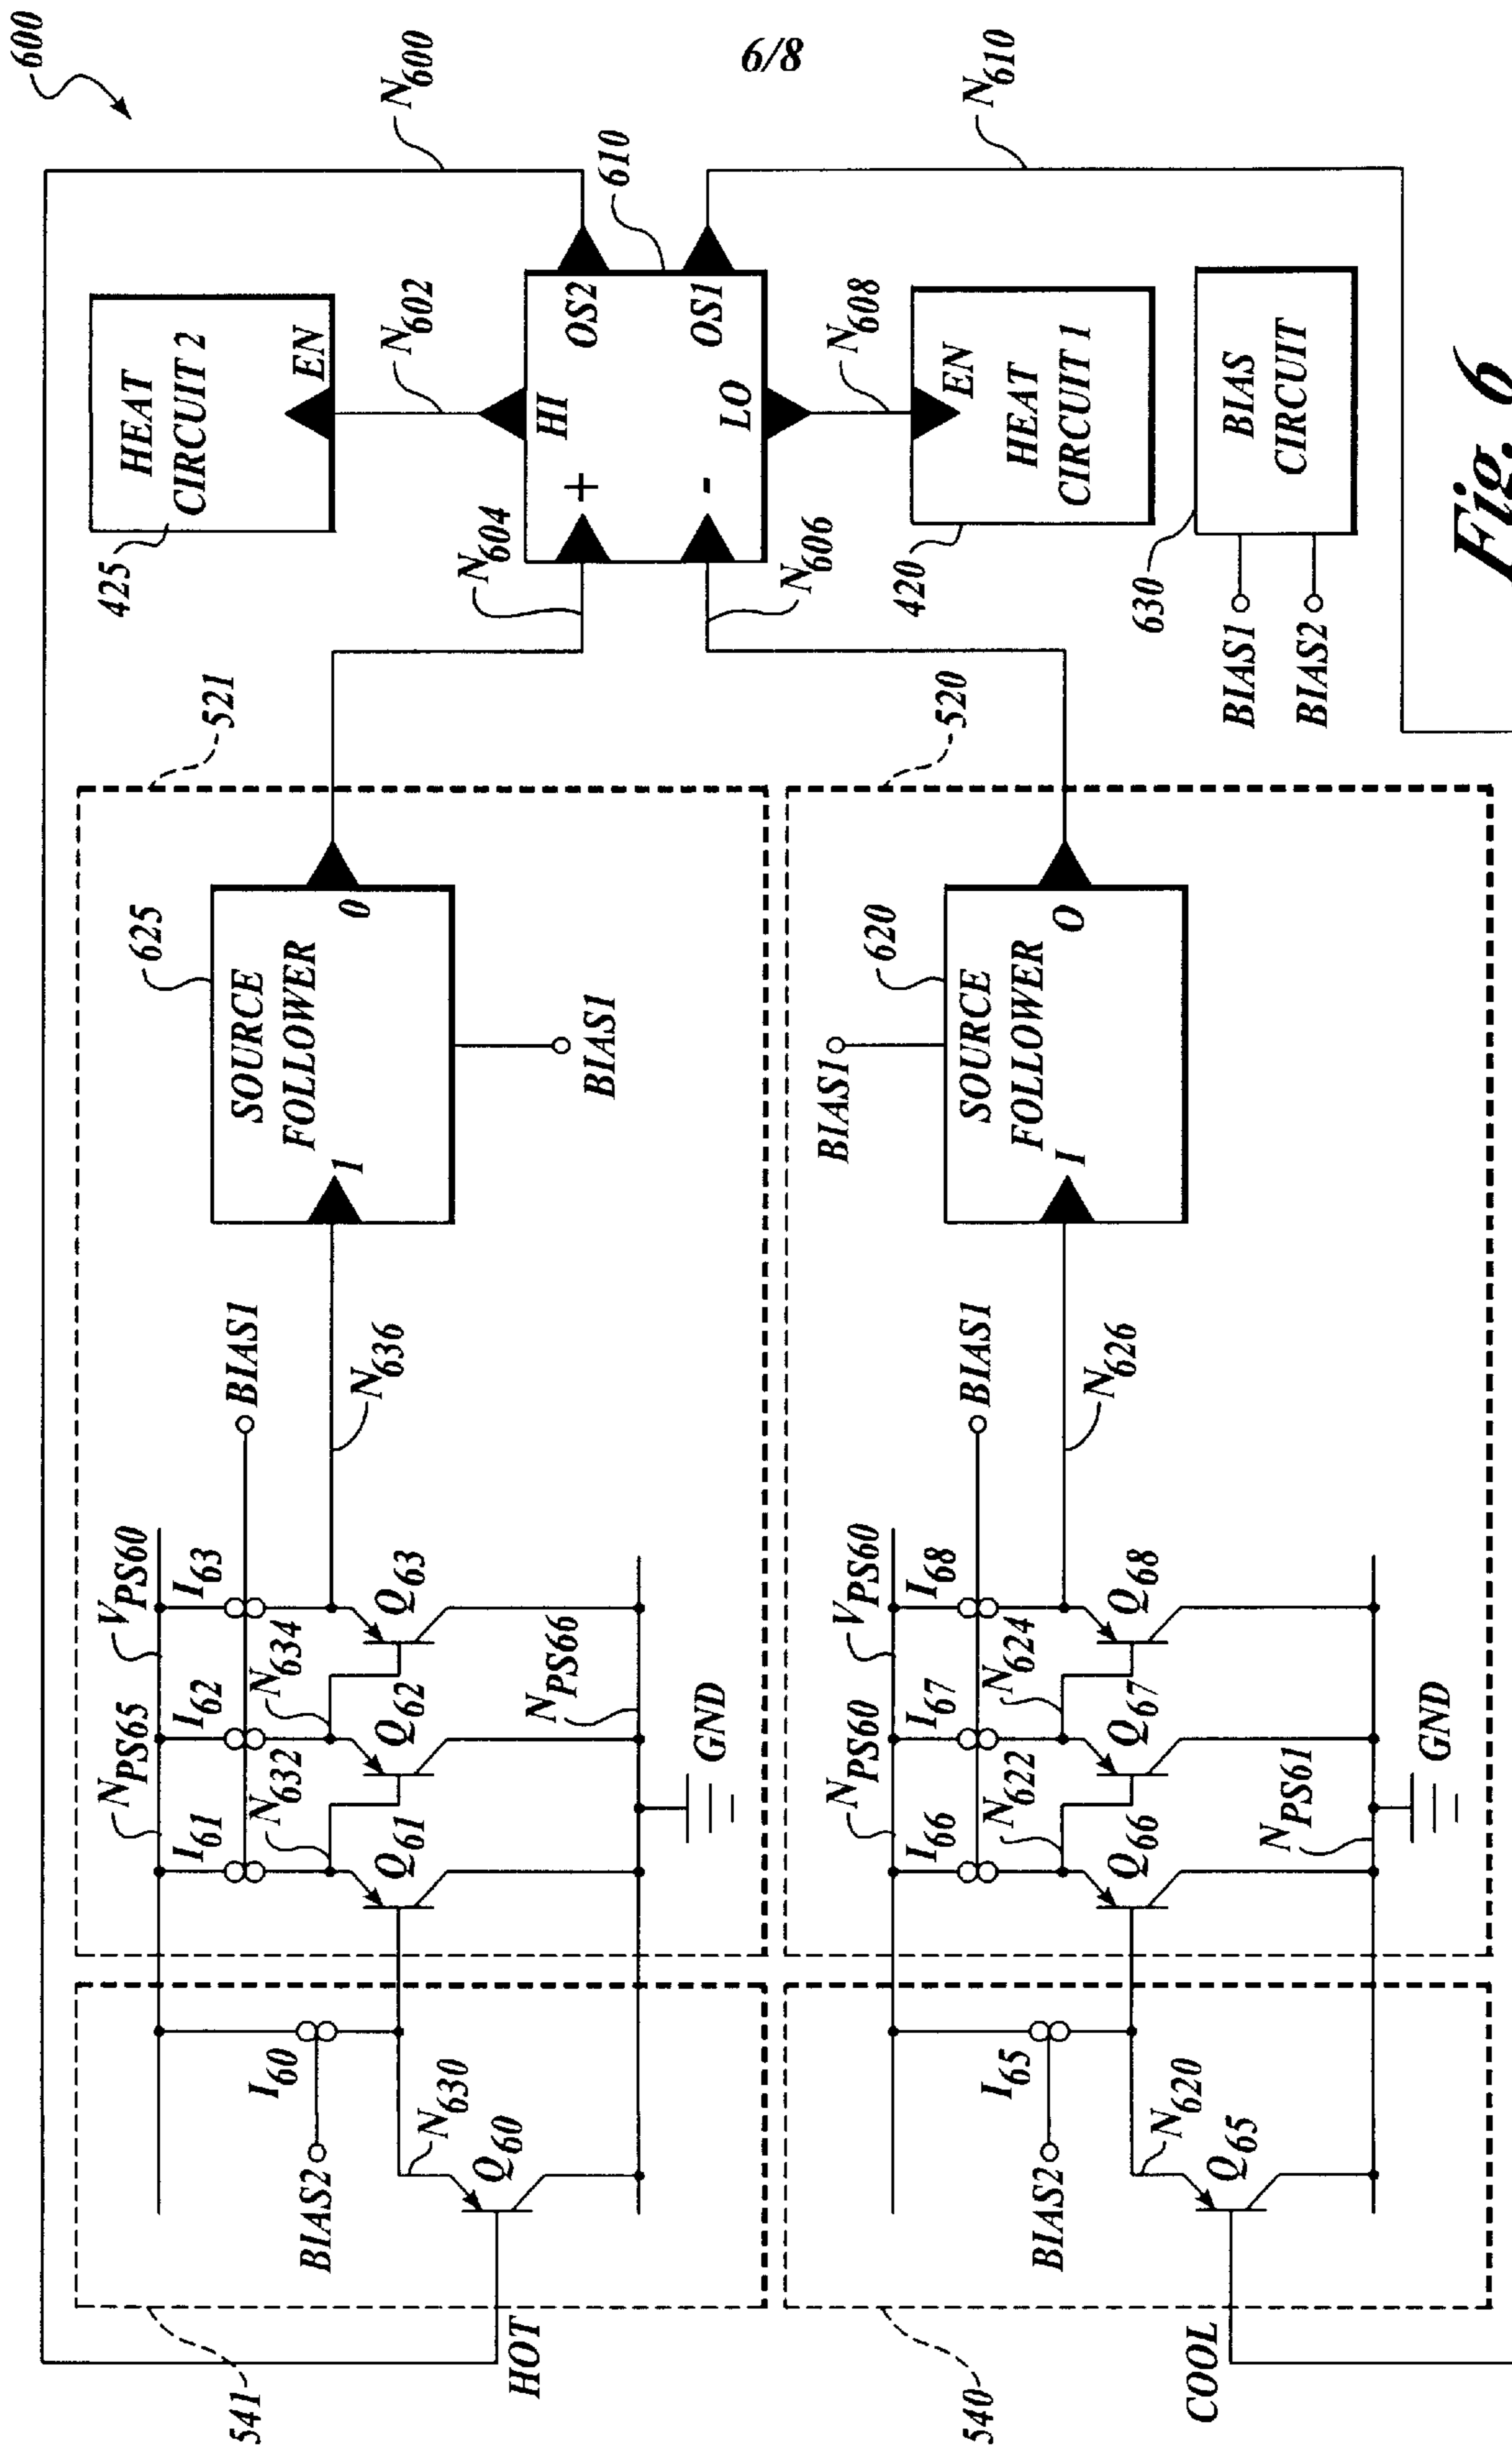 6/8
600
N600
541
HOT
BIAS2
I60
N630
Q60
NPS65
VPS60
I61
I62
I63
BIAS1
N632
N634
Q61
Q62
Q63
N636
NPS66
GND
625
SOURCE
FOLLOWER
1
0
BIAS1
521
425
HEAT
CIRCUIT 2
EN
N602
N604
+
HI
OS2
610
-
LO
OS1
N606
N610
N608
EN
HEAT
CIRCUIT 1
420
540
COOL
BIAS2
I65
N620
Q65
NPS60
VPS60
I66
I67
I68
BIAS1
N622
N624
Q66
Q67
Q68
N626
NPS61
GND
BIAS1
620
SOURCE
FOLLOWER
I
O
520
630
BIAS
CIRCUIT
BIAS1
BIAS2
Fig. 6